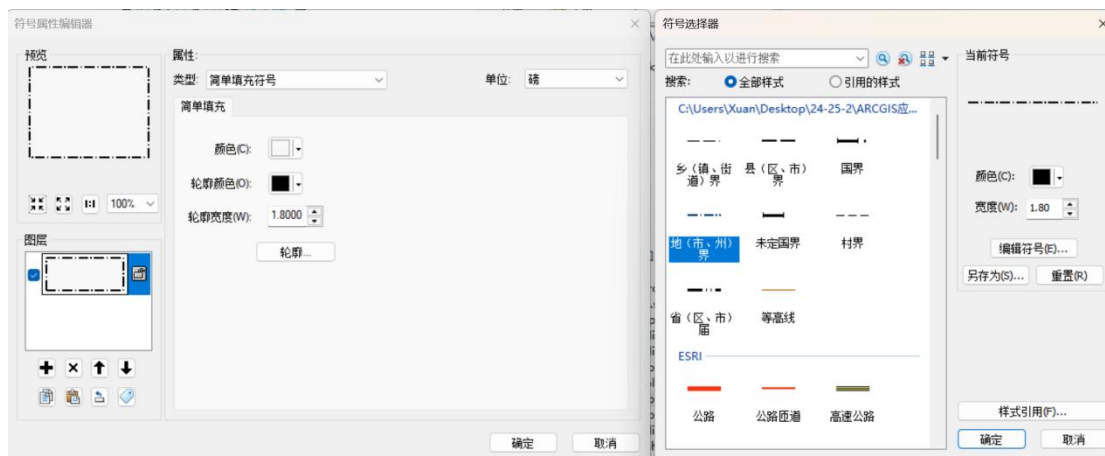 符号属性编辑器
预览
100%
图层
属性:
类型: 简单填充符号
单位: 磅
简单填充
颜色(C):
轮廓颜色(O):
轮廓宽度(W): 1.8000
轮廓...
确定 取消
符号选择器
在此处输入以进行搜索
搜索: 全部样式 引用的样式
C:\Users\Xuan\Desktop\24-25-2\ARCGIS应...
乡（镇、街道）界 县（区、市）界 国界
地（市、州）界 未定国界 村界
省（区、市）届 等高线
ESRI
公路 公路匝道 高速公路
当前符号
颜色(C):
宽度(W): 1.80
编辑符号(E)...
另存为(S)... 重置(R)
样式引用(F)...
确定 取消